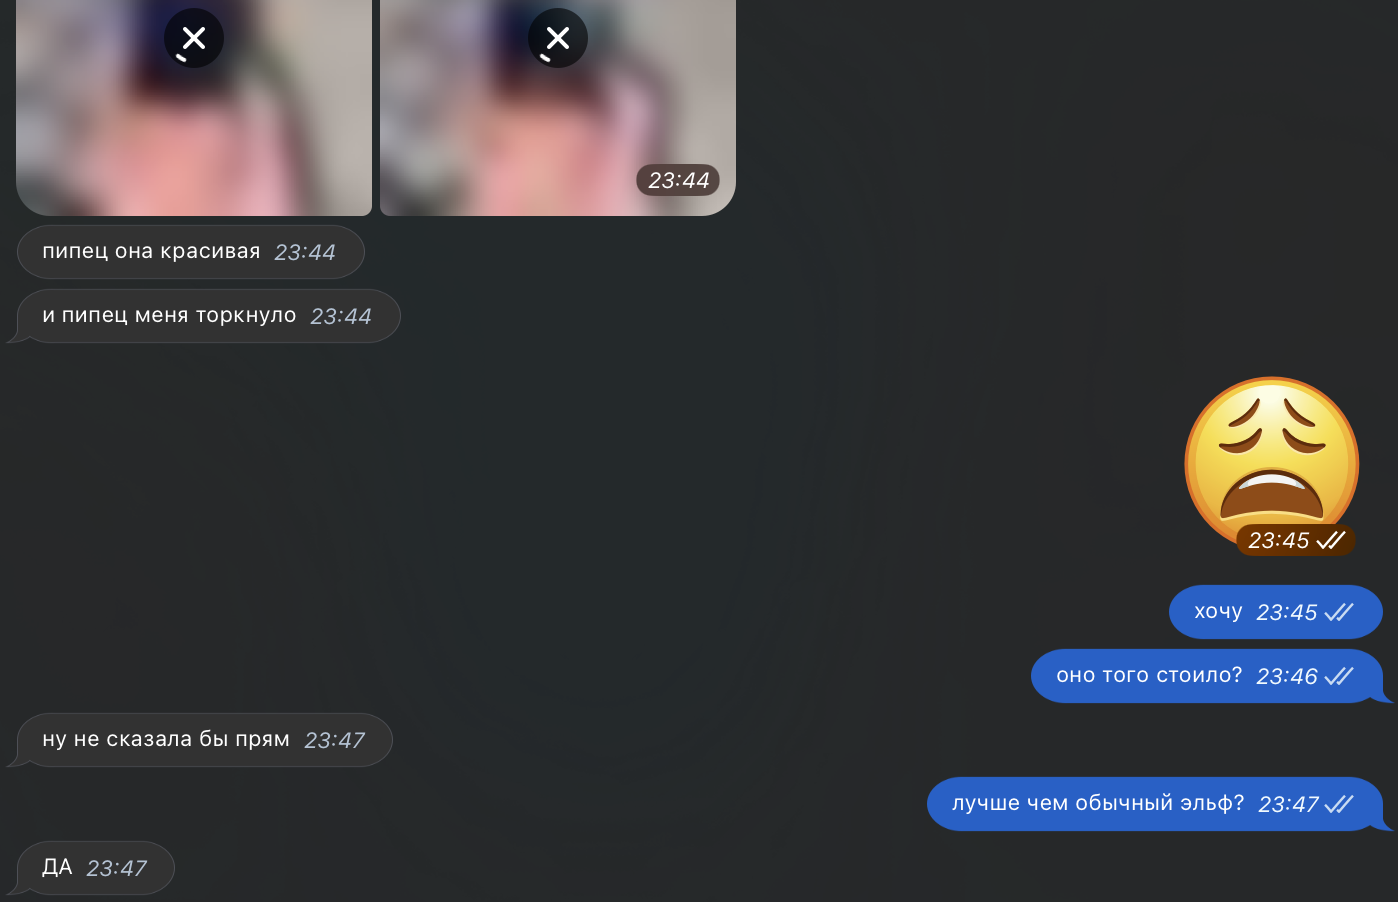 23:44
пипец она красивая 23:44
и пипец меня торкнуло 23:44
23:45
хочу 23:45
оно того стоило? 23:46
ну не сказала бы прям 23:47
лучше чем обычный эльф? 23:47
ДА 23:47